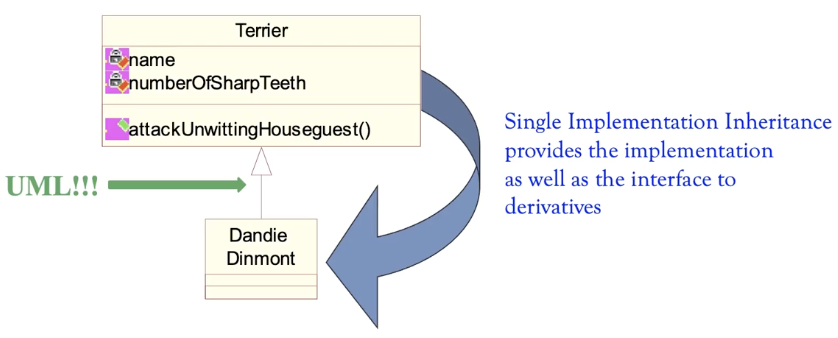 Terrier
name
numberOfSharpTeeth
attackUnwittingHouseguest()
Single Implementation Inheritance
provides the implementation
as well as the interface to
derivatives
UML!!!
Dandie
Dinmont